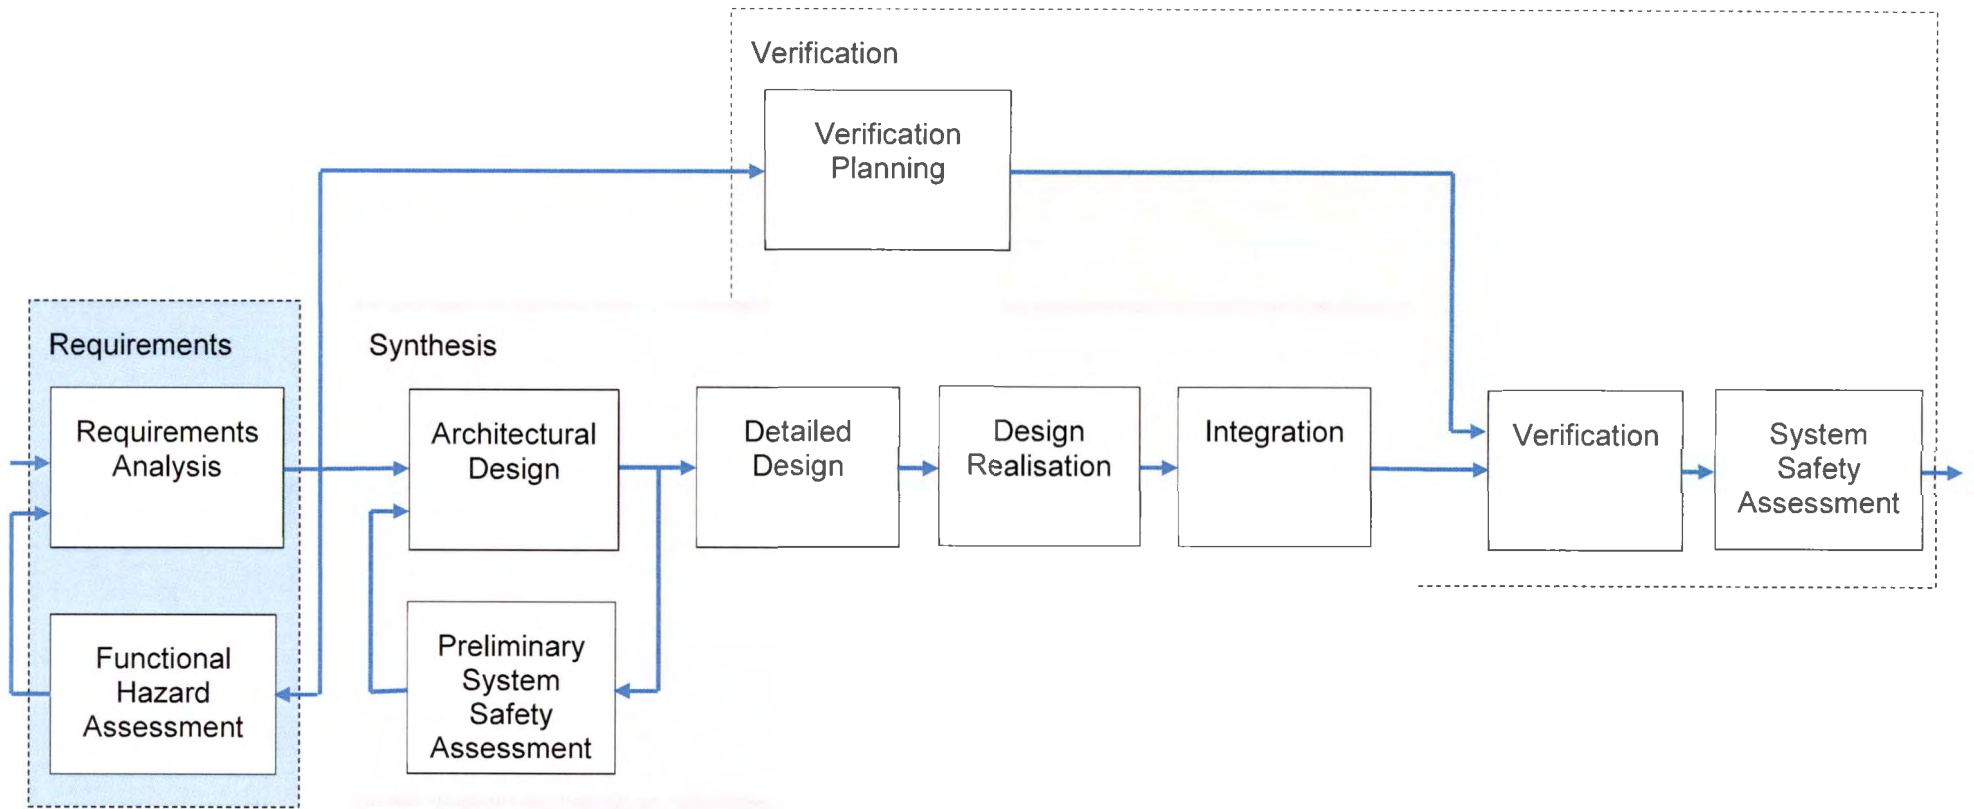 Verification
Verification
Planning
Requirements
Synthesis
Requirements
Analysis
Architectural
Design
Detailed
Design
Design
Realisation
Integration
Verification
System
Safety
Assessment
Functional
Hazard
Assessment
Preliminary
System
Safety
Assessment